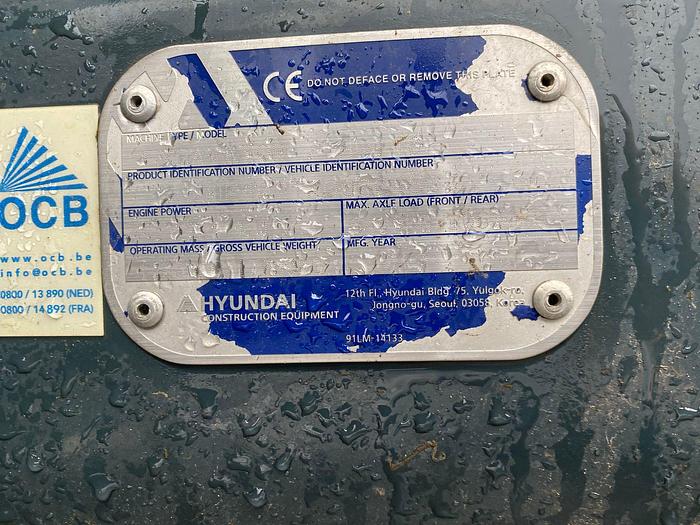 CE DO NOT DEFACE OR REMOVE THIS PLATE
MACHINE TYPE / MODEL
PRODUCT IDENTIFICATION NUMBER / VEHICLE IDENTIFICATION NUMBER
ENGINE POWER
MAX. AXLE LOAD (FRONT / REAR)
OPERATING MASS / GROSS VEHICLE WEIGHT
MFG. YEAR
HYUNDAI
CONSTRUCTION EQUIPMENT
12th Fl., Hyundai Bldg. 75, Yulgok-ro,
Jongno-gu, Seoul, 03058, Korea
91LM-14133
OCB
www.ocb.be
info@ocb.be
0800 / 13 890 (NED)
0800 / 14 892 (FRA)